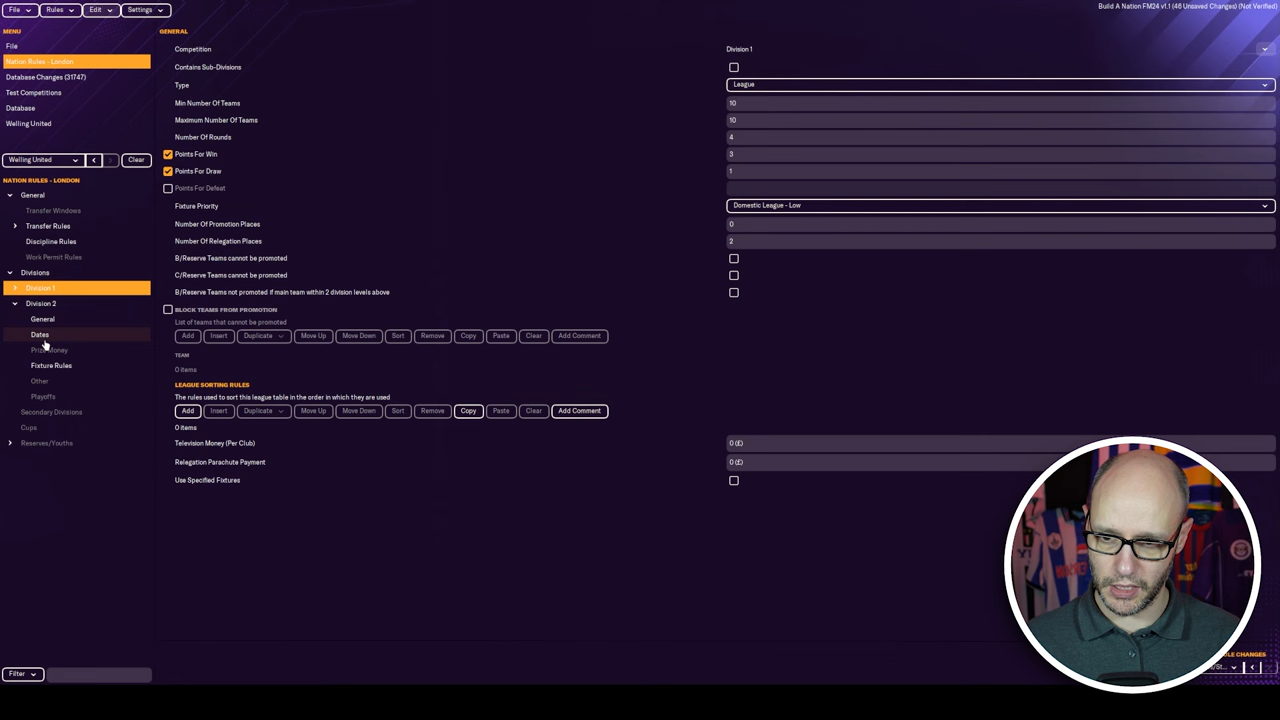 File Rules Edit Settings
Build A Nation FM24 v1.1 (46 Unsaved Changes) (Not Verified)
MENU
File
Nation Rules - London
Database Changes (31747)
Test Competitions
Database
Welling United
Welling United Clear
NATION RULES - LONDON
General
Transfer Windows
Transfer Rules
Discipline Rules
Work Permit Rules
Divisions
Division 1
Division 2
General
Dates
Prize Money
Fixture Rules
Other
Playoffs
Secondary Divisions
Cups
Reserves/Youths
Filter
GENERAL
Competition Division 1
Contains Sub-Divisions
Type League
Min Number Of Teams 10
Maximum Number Of Teams 10
Number Of Rounds 4
Points For Win 3
Points For Draw 1
Points For Defeat
Fixture Priority Domestic League - Low
Number Of Promotion Places 0
Number Of Relegation Places 2
B/Reserve Teams cannot be promoted
C/Reserve Teams cannot be promoted
B/Reserve Teams not promoted if main team within 2 division levels above
BLOCK TEAMS FROM PROMOTION
List of teams that cannot be promoted
Add Insert Duplicate Move Up Move Down Sort Remove Copy Paste Clear Add Comment
TEAM
0 items
LEAGUE SORTING RULES
The rules used to sort this league table in the order in which they are used
Add Insert Duplicate Move Up Move Down Sort Remove Copy Paste Clear Add Comment
0 items
Television Money (Per Club) 0 (£)
Relegation Parachute Payment 0 (£)
Use Specified Fixtures
CHANGES